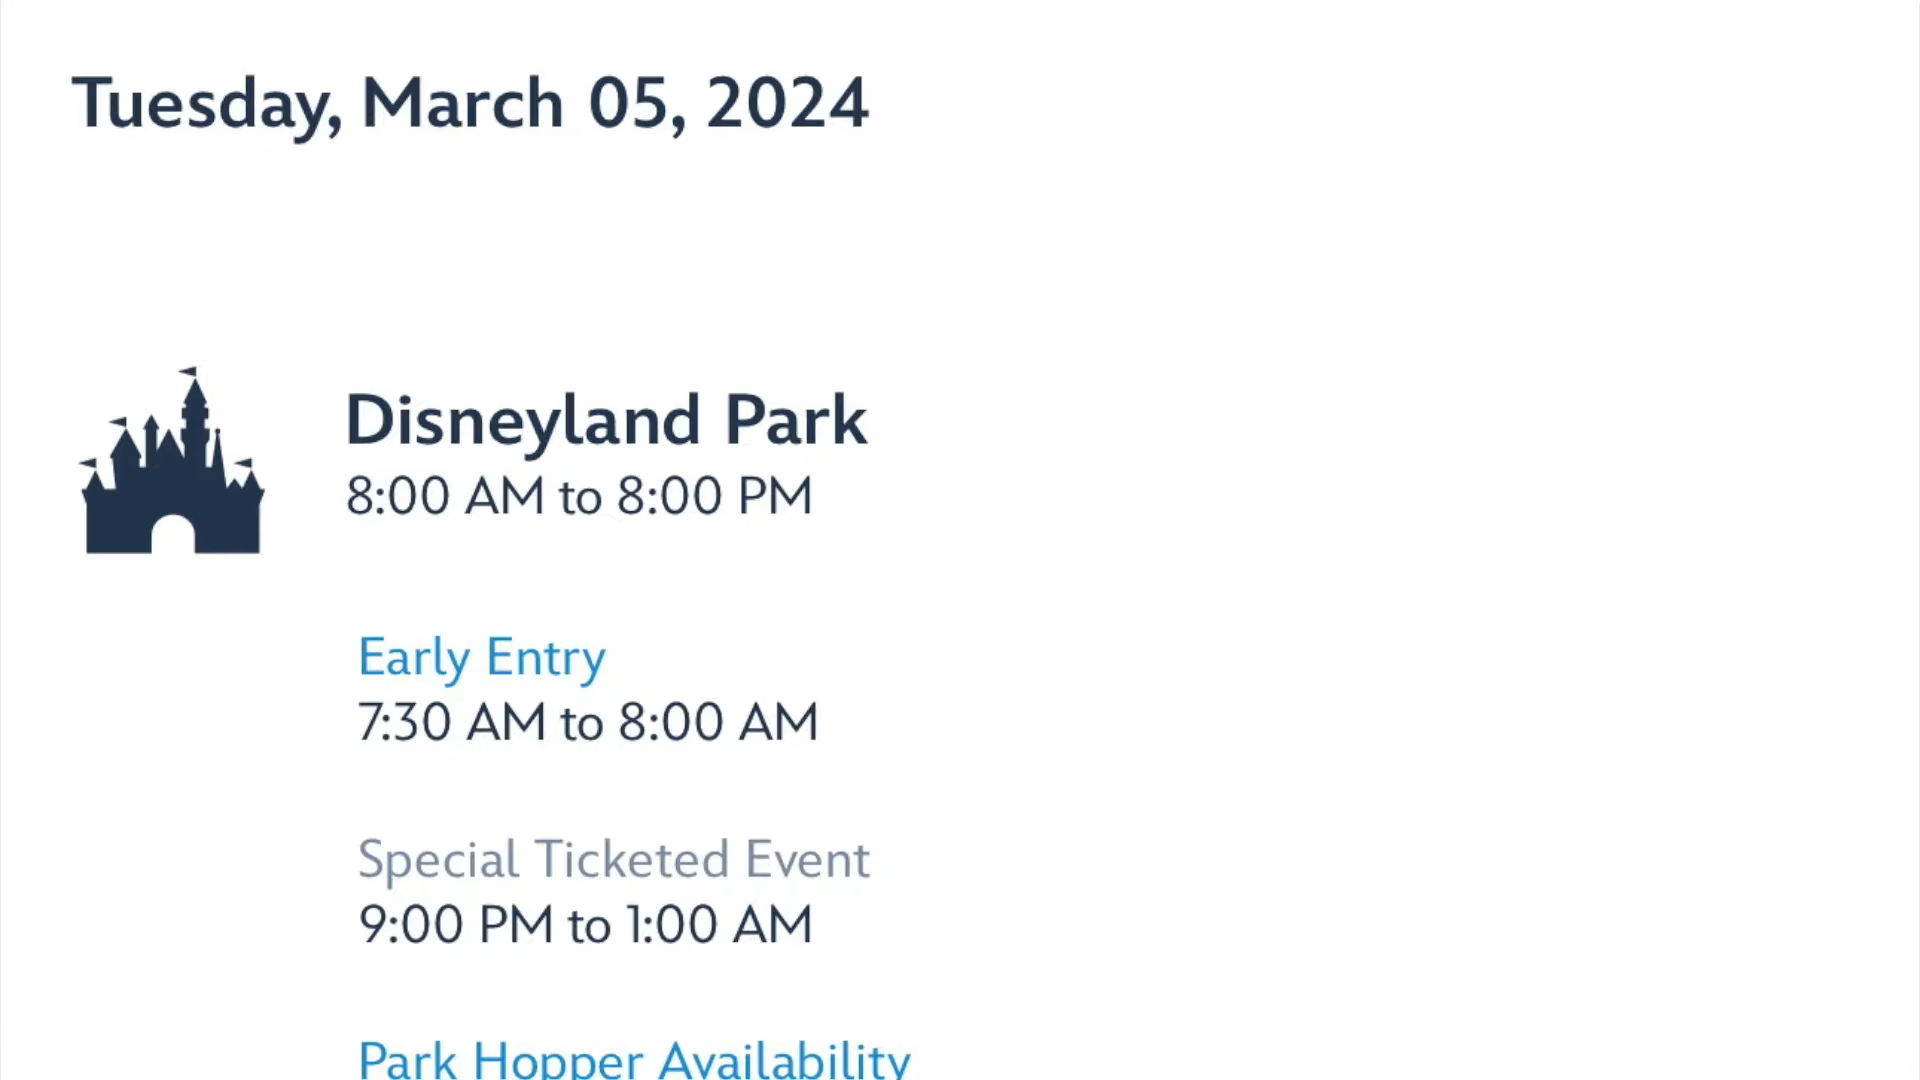 Tuesday, March 05, 2024
Disneyland Park
8:00 AM to 8:00 PM
Early Entry
7:30 AM to 8:00 AM
Special Ticketed Event
9:00 PM to 1:00 AM
Park Hopper Availability